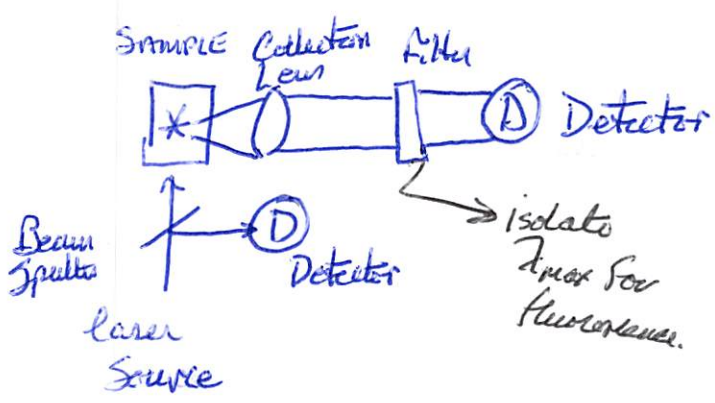 SAMPLE Collection Filter
Lens
* D Detector
Beam
Splitter
D
Detector
isolate
λmax for
fluorescence.
laser
Source